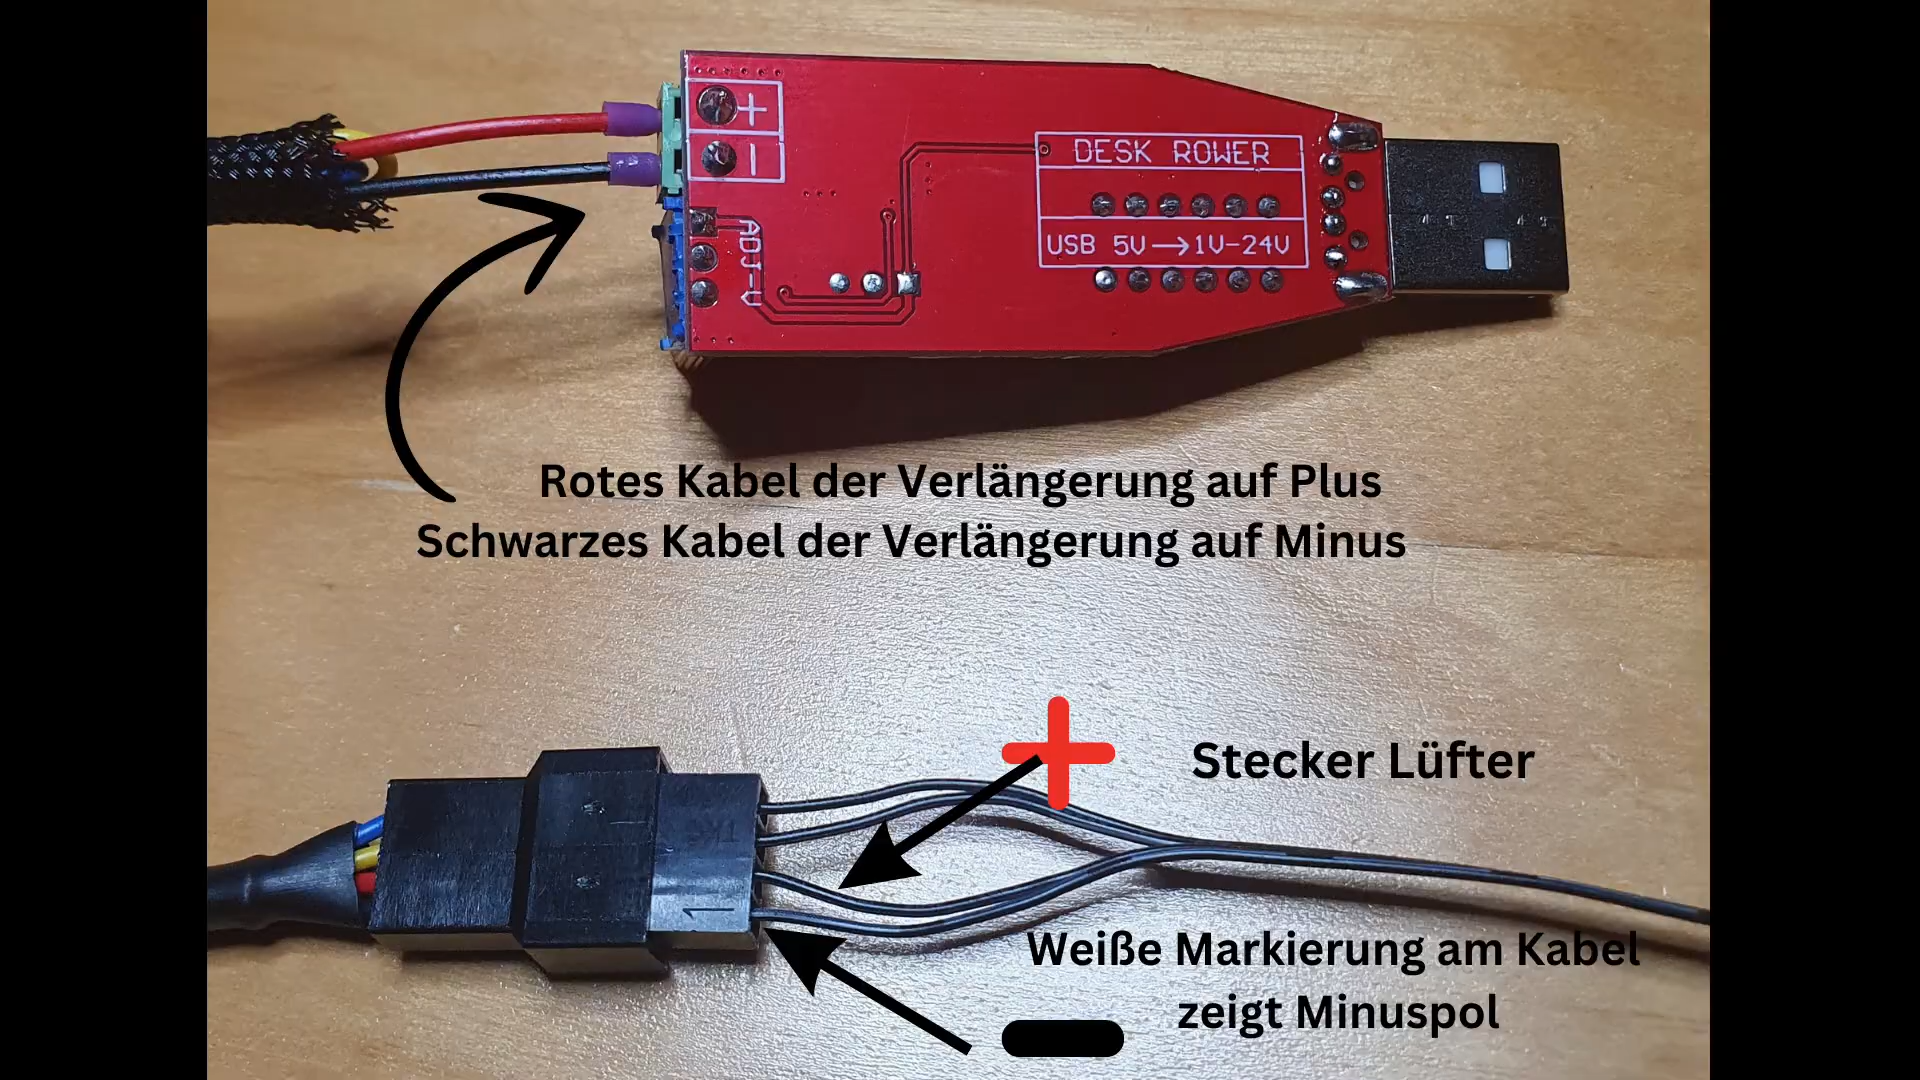 +
−
ADJ-V
DESK ROWER
USB 5V→1V-24V
Rotes Kabel der Verlängerung auf Plus
Schwarzes Kabel der Verlängerung auf Minus
Stecker Lüfter
1
Weiße Markierung am Kabel
zeigt Minuspol